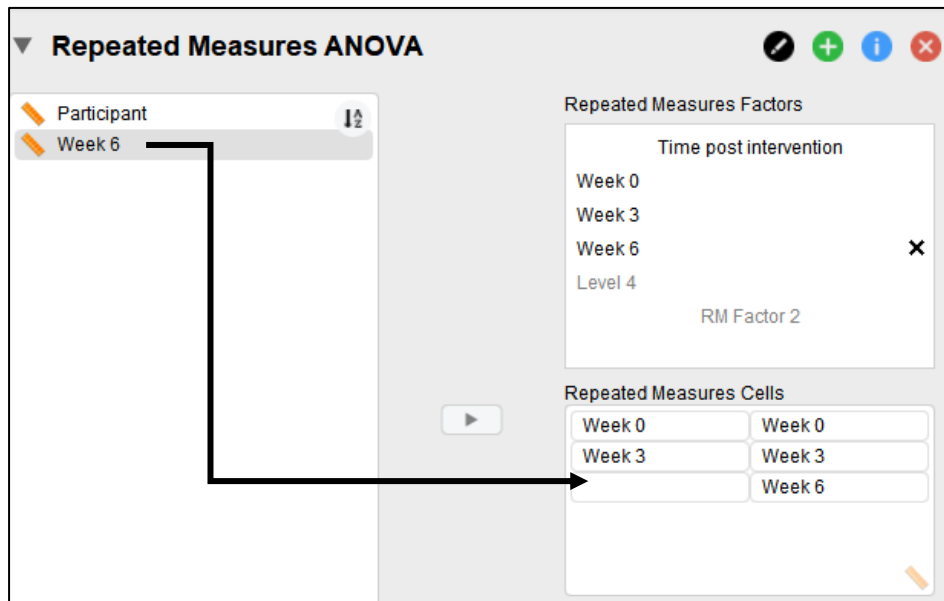 Repeated Measures ANOVA
Participant
Week 6
Repeated Measures Factors
Time post intervention
Week 0
Week 3
Week 6
Level 4
RM Factor 2
Repeated Measures Cells
Week 0 Week 0
Week 3 Week 3
Week 6